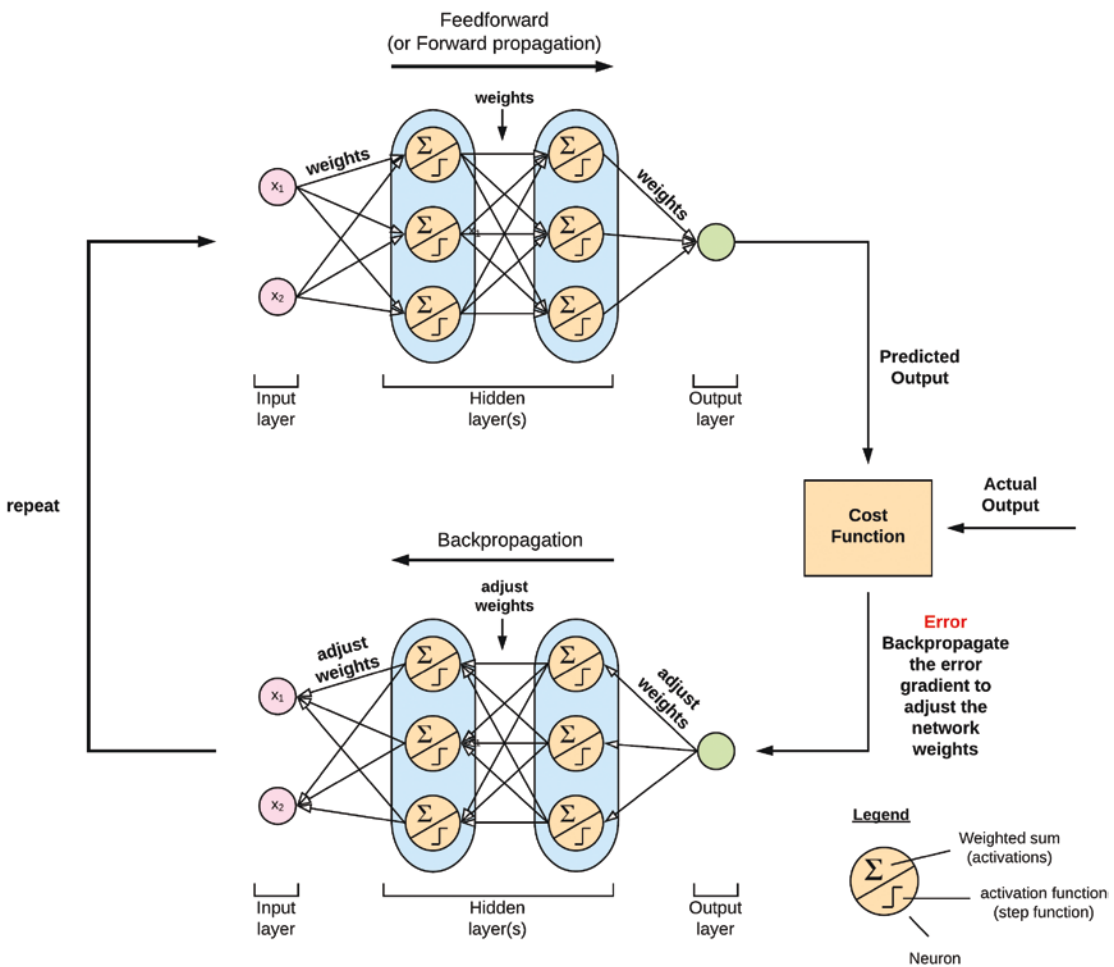 Feedforward
(or Forward propagation)
weights
weights
weights
x₁
x₂
Σ
Σ
Σ
Σ
Σ
Σ
Input
layer
Hidden
layer(s)
Output
layer
Predicted
Output
Actual
Output
Cost
Function
repeat
Backpropagation
adjust
weights
adjust
weights
adjust
weights
x₁
x₂
Σ
Σ
Σ
Σ
Σ
Σ
Error
Backpropagate
the error
gradient to
adjust the
network
weights
Input
layer
Hidden
layer(s)
Output
layer
Legend
Σ
Weighted sum
(activations)
activation function
(step function)
Neuron